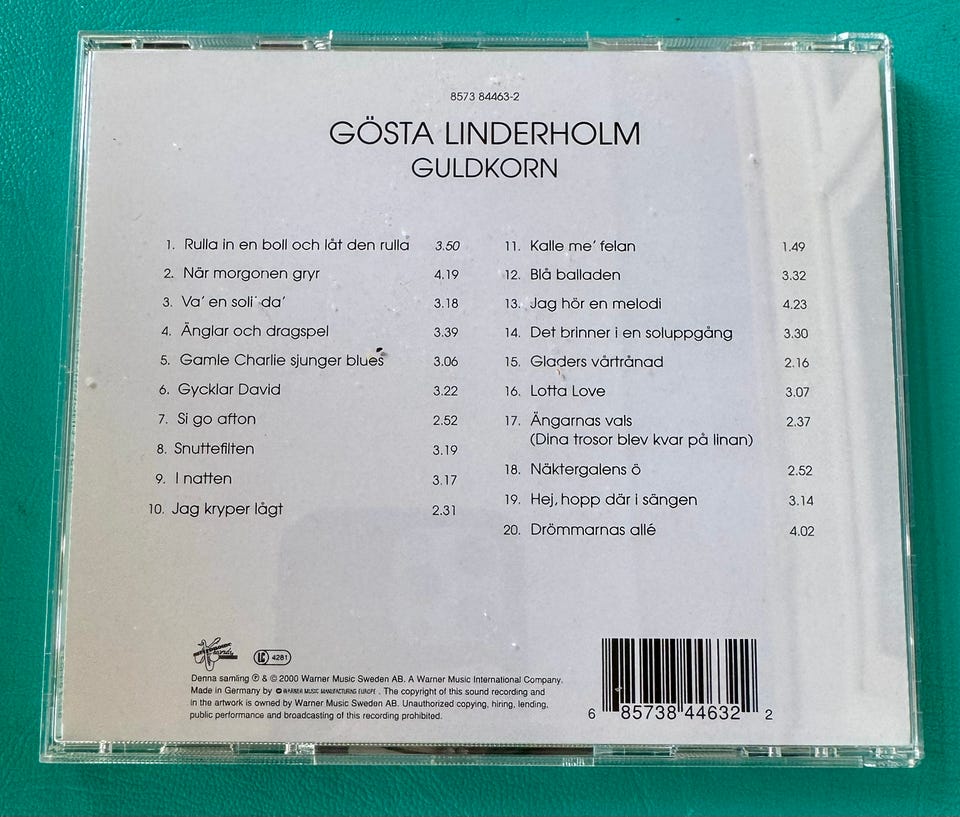 8573 84463-2
GÖSTA LINDERHOLM
GULDKORN
1. Rulla in en boll och låt den rulla 3.50
2. När morgonen gryr 4.19
3. Va' en soli' da' 3.18
4. Änglar och dragspel 3.39
5. Gamle Charlie sjunger blues 3.06
6. Gycklar David 3.22
7. Si go afton 2.52
8. Snuttefilten 3.19
9. I natten 3.17
10. Jag kryper lågt 2.31
11. Kalle me' felan 1.49
12. Blå balladen 3.32
13. Jag hör en melodi 4.23
14. Det brinner i en soluppgång 3.30
15. Gladers vårtrånad 2.16
16. Lotta Love 3.07
17. Ängarnas vals 2.37
(Dina trosor blev kvar på linan)
18. Näktergalens ö 2.52
19. Hej, hopp där i sängen 3.14
20. Drömmarnas allé 4.02
LC 4281
Denna samling ℗ & © 2000 Warner Music Sweden AB. A Warner Music International Company.
Made in Germany by WARNER MUSIC MANUFACTURING EUROPE. The copyright of this sound recording and
in the artwork is owned by Warner Music Sweden AB. Unauthorized copying, hiring, lending,
public performance and broadcasting of this recording prohibited.
6 85738 44632 2